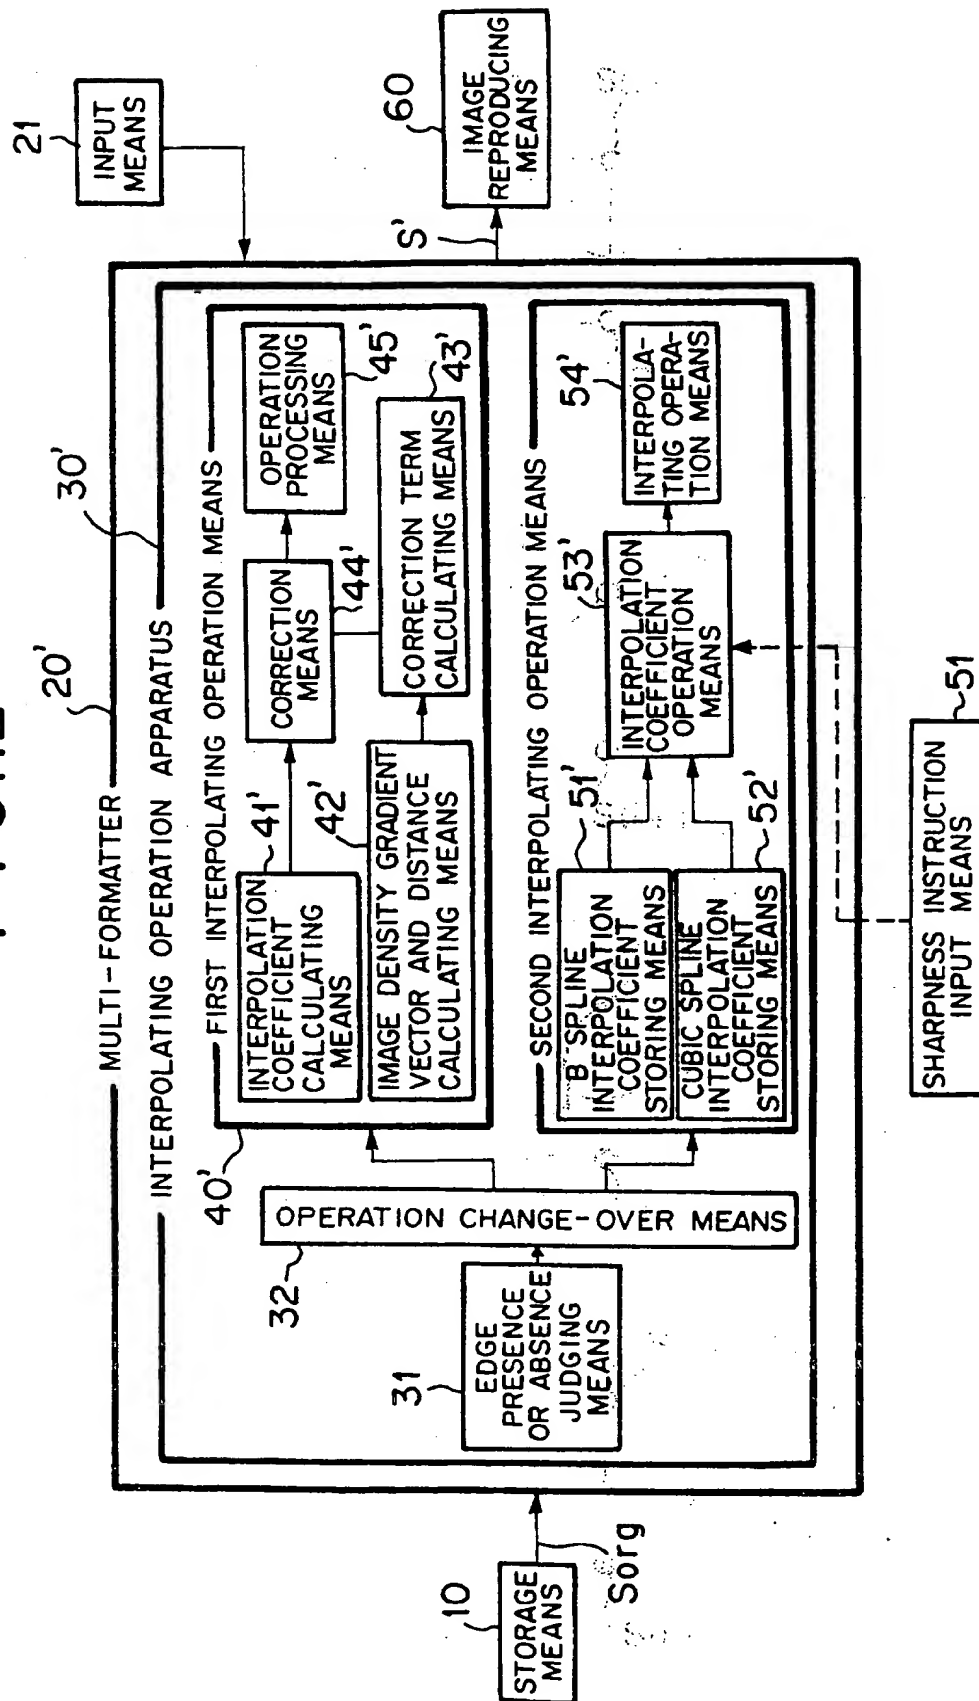 20'
MULTI-FORMATTER
30'
INTERPOLATING OPERATION APPARATUS
FIRST INTERPOLATING OPERATION MEANS
40'
41'
INTERPOLATION
COEFFICIENT
CALCULATING
MEANS
42'
IMAGE DENSITY GRADIENT
VECTOR AND DISTANCE
CALCULATING MEANS
CORRECTION
MEANS
44'
OPERATION
PROCESSING
MEANS
45'
43'
CORRECTION TERM
CALCULATING MEANS
SECOND INTERPOLATING OPERATION MEANS
B SPLINE
INTERPOLATION
COEFFICIENT
STORING MEANS
51'
CUBIC SPLINE
INTERPOLATION
COEFFICIENT
STORING MEANS
52'
53'
INTERPOLATION
COEFFICIENT
OPERATION
MEANS
54'
INTERPOLA-
TING OPERA-
TION MEANS
OPERATION CHANGE-OVER MEANS
32
31
EDGE
PRESENCE
OR ABSENCE
JUDGING
MEANS
10
STORAGE
MEANS
Sorg
21
INPUT
MEANS
S'
60
IMAGE
REPRODUCING
MEANS
SHARPNESS INSTRUCTION
INPUT MEANS
51